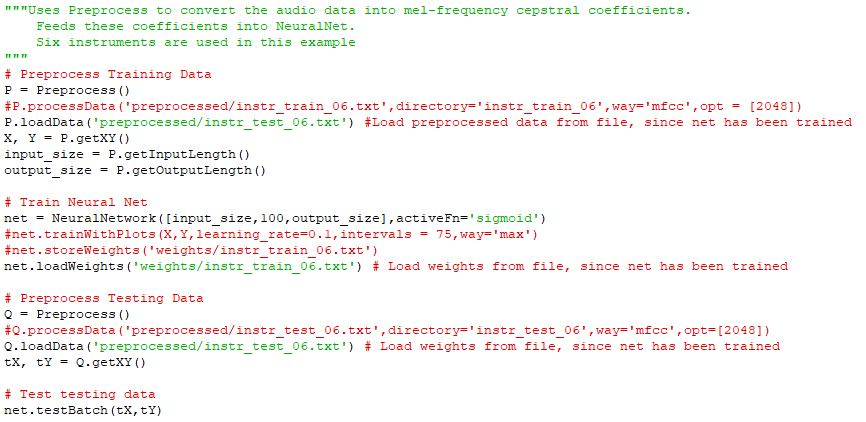 """Uses Preprocess to convert the audio data into mel-frequency cepstral coefficients.
    Feeds these coefficients into NeuralNet.
    Six instruments are used in this example
"""
# Preprocess Training Data
P = Preprocess()
#P.processData('preprocessed/instr_train_06.txt',directory='instr_train_06',way='mfcc',opt = [2048])
P.loadData('preprocessed/instr_test_06.txt') #Load preprocessed data from file, since net has been trained
X, Y = P.getXY()
input_size = P.getInputLength()
output_size = P.getOutputLength()

# Train Neural Net
net = NeuralNetwork([input_size,100,output_size],activeFn='sigmoid')
#net.trainWithPlots(X,Y,learning_rate=0.1,intervals = 75,way='max')
#net.storeWeights('weights/instr_train_06.txt')
net.loadWeights('weights/instr_train_06.txt') # Load weights from file, since net has been trained

# Preprocess Testing Data
Q = Preprocess()
#Q.processData('preprocessed/instr_test_06.txt',directory='instr_test_06',way='mfcc',opt=[2048])
Q.loadData('preprocessed/instr_test_06.txt') # Load weights from file, since net has been trained
tX, tY = Q.getXY()

# Test testing data
net.testBatch(tX,tY)